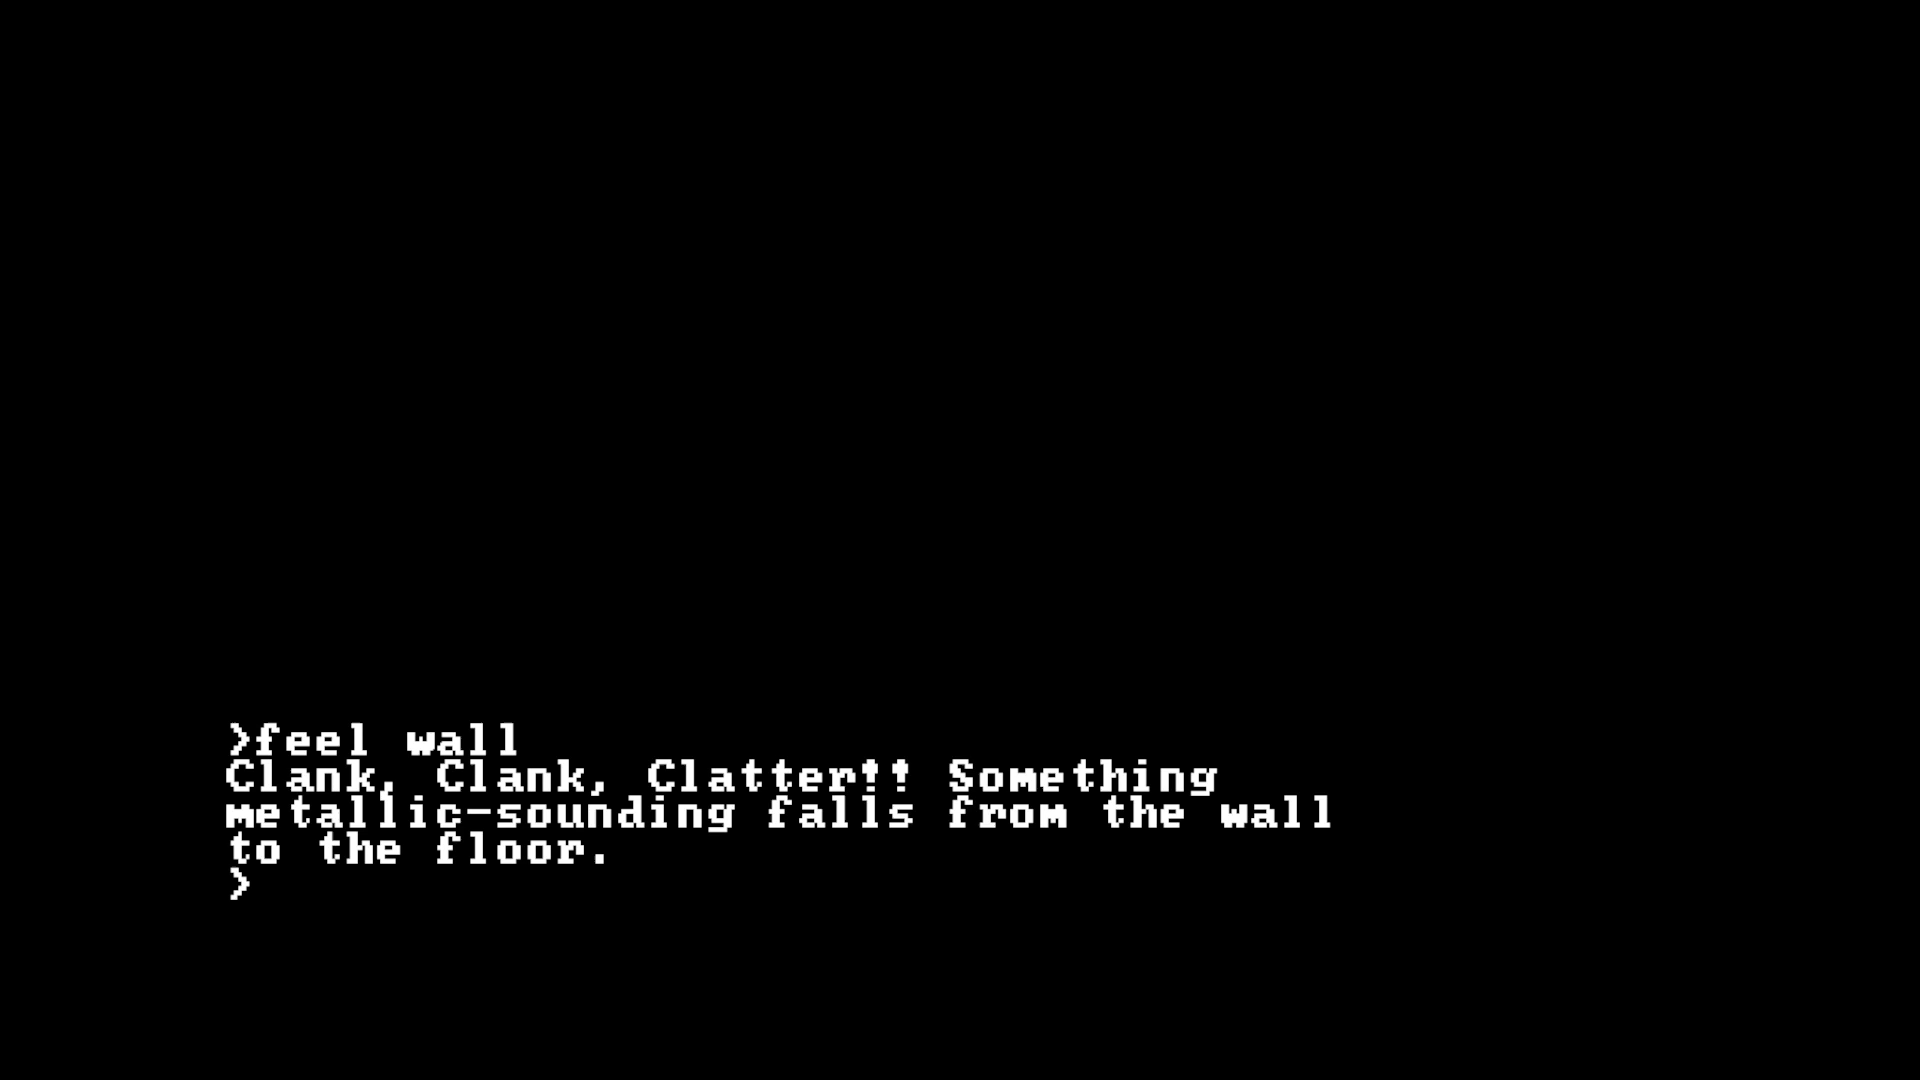 >feel wall
Clank, Clank, Clatter!! Something
metallic-sounding falls from the wall
to the floor.
>